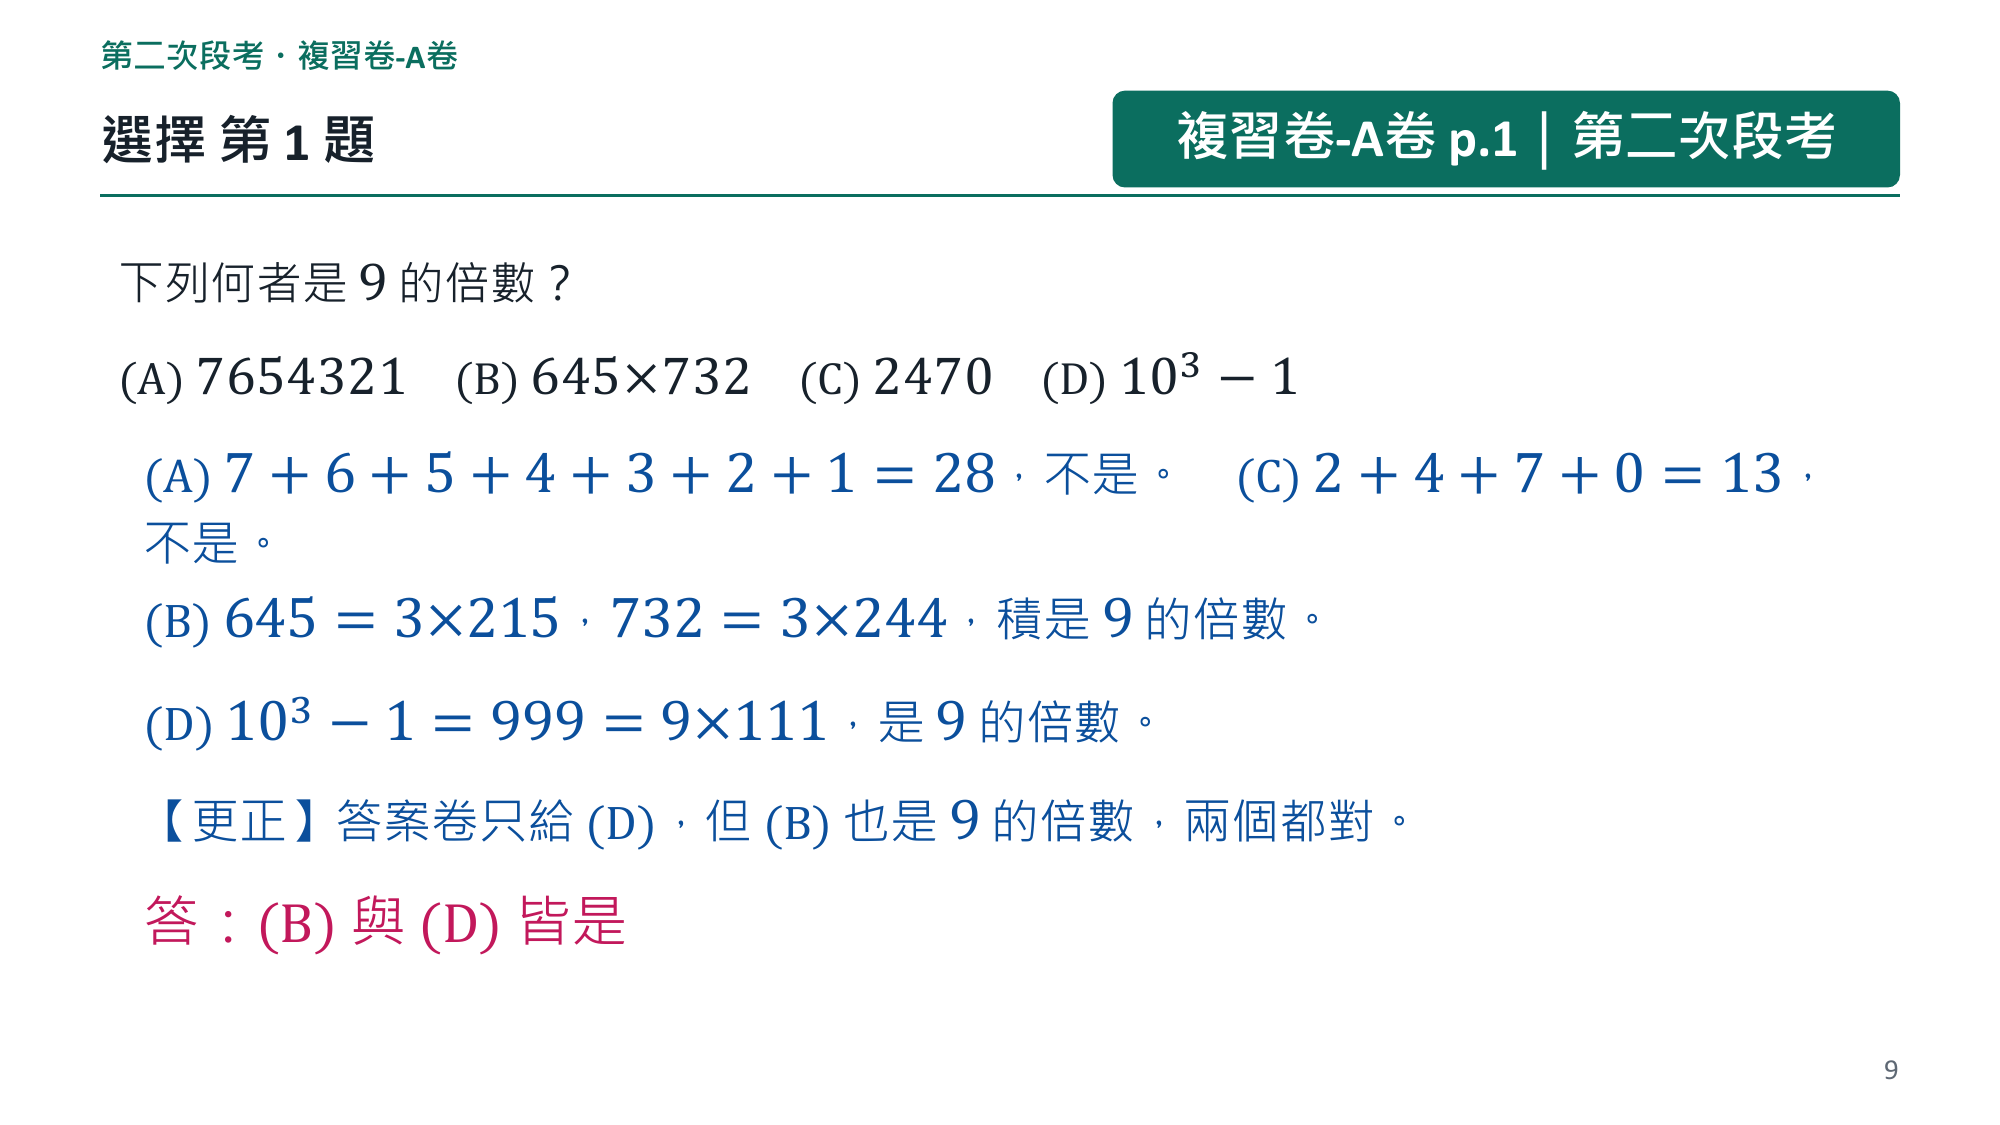 第二次段考・複習卷-A卷
選擇 第 1 題
複習卷-A卷 p.1｜第二次段考
下列何者是 9 的倍數？
(A) 7654321 (B) 645×732 (C) 2470 (D) 10³ − 1
(A) 7 + 6 + 5 + 4 + 3 + 2 + 1 = 28，不是。 (C) 2 + 4 + 7 + 0 = 13，
不是。
(B) 645 = 3×215，732 = 3×244，積是 9 的倍數。
(D) 10³ − 1 = 999 = 9×111，是 9 的倍數。
【更正】答案卷只給 (D)，但 (B) 也是 9 的倍數，兩個都對。
答：(B) 與 (D) 皆是
9